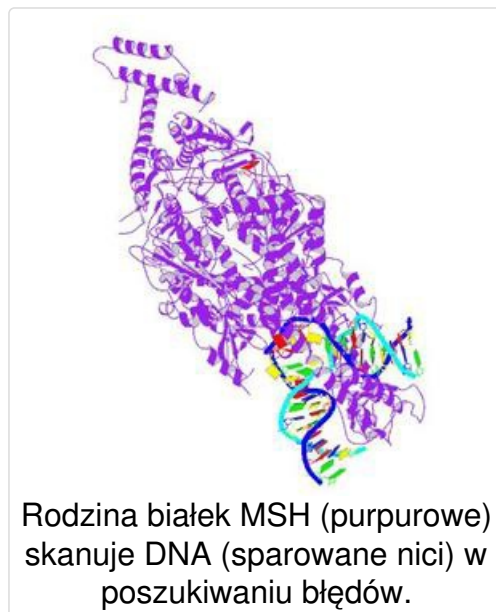 Rodzina białek MSH (purpurowe)
skanuje DNA (sparowane nici) w
poszukiwaniu błędów.